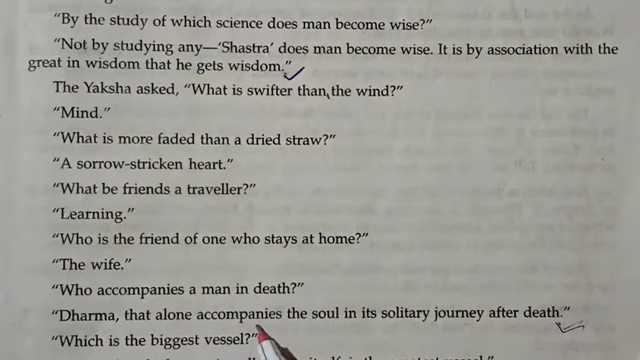 “By the study of which science does man become wise?”
“Not by studying any—‘Shastra’ does man become wise. It is by association with the
great in wisdom that he gets wisdom.”
The Yaksha asked, “What is swifter than the wind?”
“Mind.”
“What is more faded than a dried straw?”
“A sorrow-stricken heart.”
“What be friends a traveller?”
“Learning.”
“Who is the friend of one who stays at home?”
“The wife.”
“Who accompanies a man in death?”
“Dharma, that alone accompanies the soul in its solitary journey after death.”
“Which is the biggest vessel?”